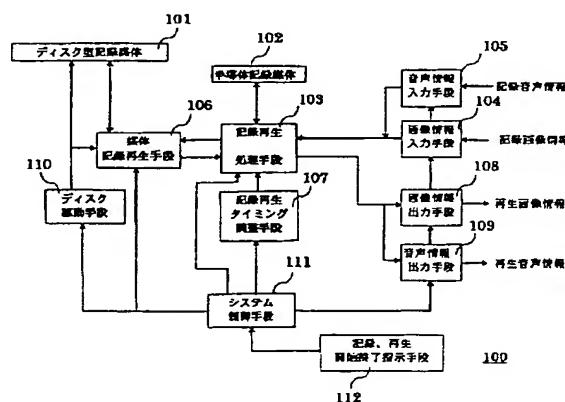 101
ディスク型記録媒体
102
半導体記録媒体
103
記録再生
処理手段
105
音声情報
入力手段
記録音声情報
104
画像情報
入力手段
記録画像情報
106
媒体
記録再生手段
107
記録再生
タイミング
調整手段
108
画像情報
出力手段
再生画像情報
109
音声情報
出力手段
再生音声情報
110
ディスク
駆動手段
111
システム
制御手段
記録、再生
開始終了指示手段
112
100